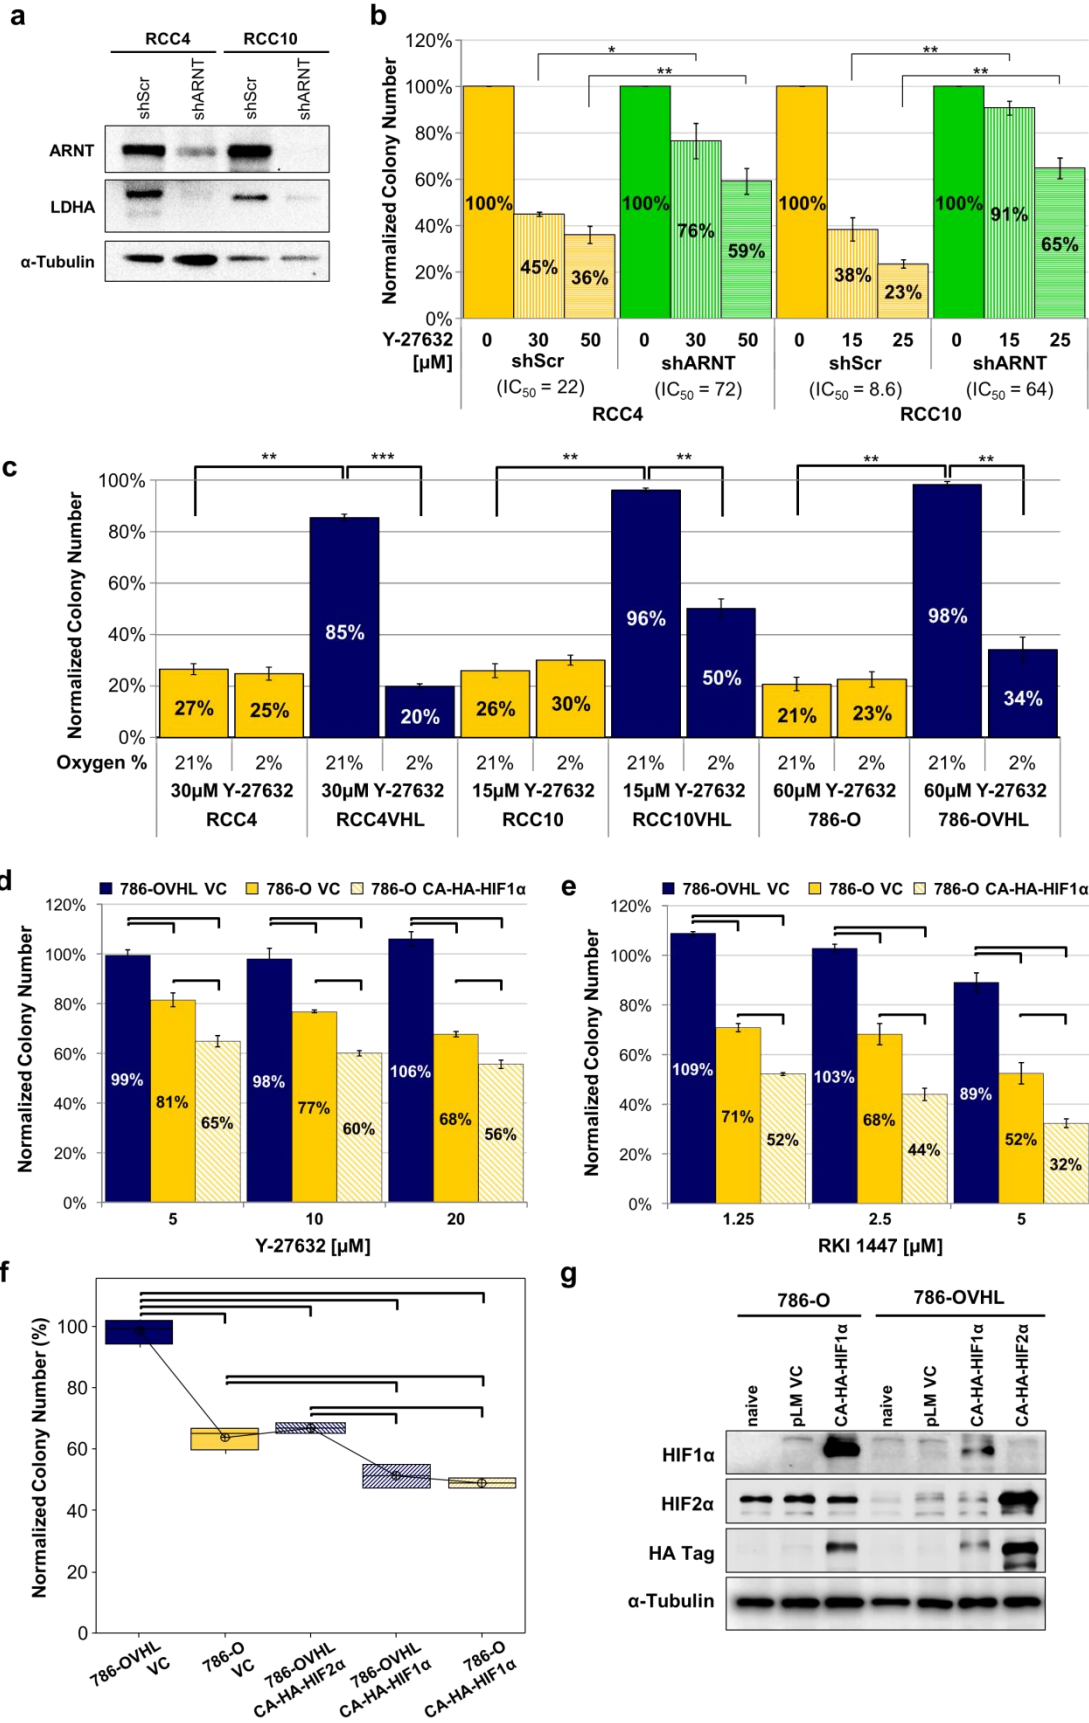 a
RCC4 RCC10
shScr shARNT shScr shARNT
ARNT
LDHA
α-Tubulin
b
Normalized Colony Number
120%
100%
80%
60%
40%
20%
0%
* ** ** **
100% 45% 36% 100% 76% 59% 100% 38% 23% 100% 91% 65%
Y-27632 0 30 50 0 30 50 0 15 25 0 15 25
[µM] shScr shARNT shScr shARNT
(IC50 = 22) (IC50 = 72) (IC50 = 8.6) (IC50 = 64)
RCC4 RCC10
c
Normalized Colony Number
100%
80%
60%
40%
20%
0%
** *** ** ** ** **
27% 25% 85% 20% 26% 30% 96% 50% 21% 23% 98% 34%
Oxygen % 21% 2% 21% 2% 21% 2% 21% 2% 21% 2% 21% 2%
30µM Y-27632 30µM Y-27632 15µM Y-27632 15µM Y-27632 60µM Y-27632 60µM Y-27632
RCC4 RCC4VHL RCC10 RCC10VHL 786-O 786-OVHL
d
786-OVHL VC 786-O VC 786-O CA-HA-HIF1α
Normalized Colony Number
120%
100%
80%
60%
40%
20%
0%
99% 81% 65% 98% 77% 60% 106% 68% 56%
5 10 20
Y-27632 [µM]
e
786-OVHL VC 786-O VC 786-O CA-HA-HIF1α
Normalized Colony Number
120%
100%
80%
60%
40%
20%
0%
109% 71% 52% 103% 68% 44% 89% 52% 32%
1.25 2.5 5
RKI 1447 [µM]
f
Normalized Colony Number (%)
100
80
60
40
20
0
786-OVHL
VC
786-O
VC
786-OVHL
CA-HA-HIF2α
786-OVHL
CA-HA-HIF1α
786-O
CA-HA-HIF1α
g
786-O 786-OVHL
naive pLM VC CA-HA-HIF1α naive pLM VC CA-HA-HIF1α CA-HA-HIF2α
HIF1α
HIF2α
HA Tag
α-Tubulin